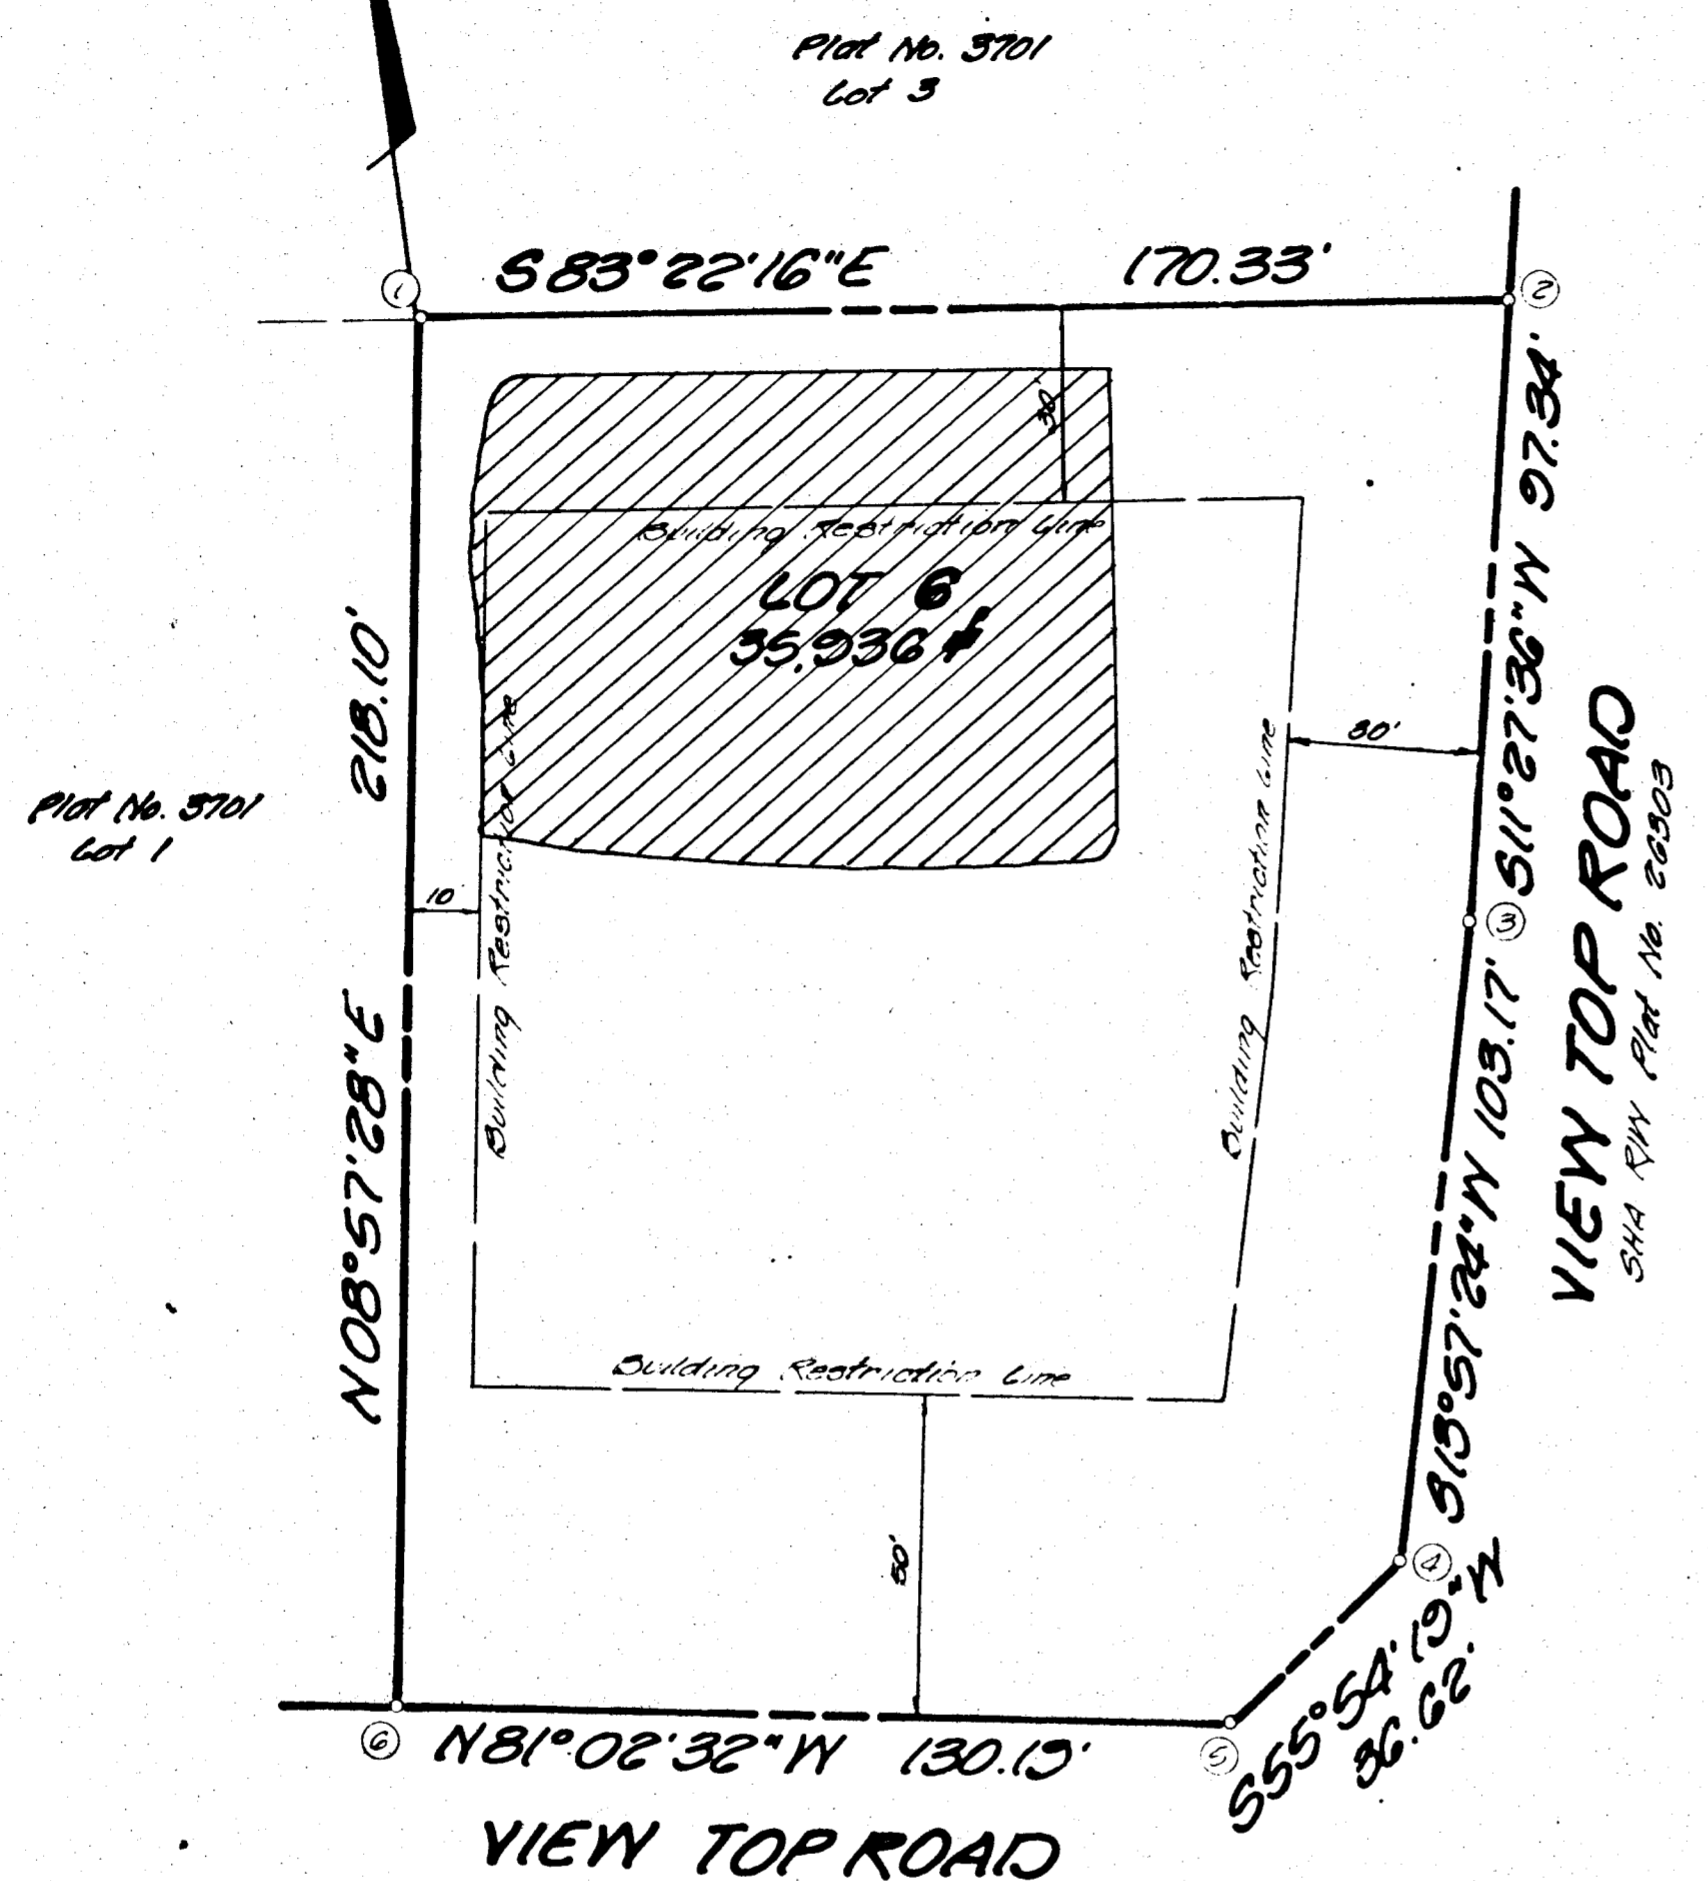 Plat No. 3701
Lot 3
1
S83°22'16"E 170.33'
2
30'
Building Restriction Line
LOT 6
35,936
S11°27'36"W 97.34'
218.10'
N08°57'28"E
Plat No. 3701
Lot 1
10'
Building Restriction Line
Building Restriction Line
30'
3
VIEW TOP ROAD
SHA R/W Plat No. 26303
S13°57'24"W 103.17'
Building Restriction Line
50'
4
S55°54'19"W
36.62'
5
6
N81°02'32"W 130.19'
VIEW TOP ROAD